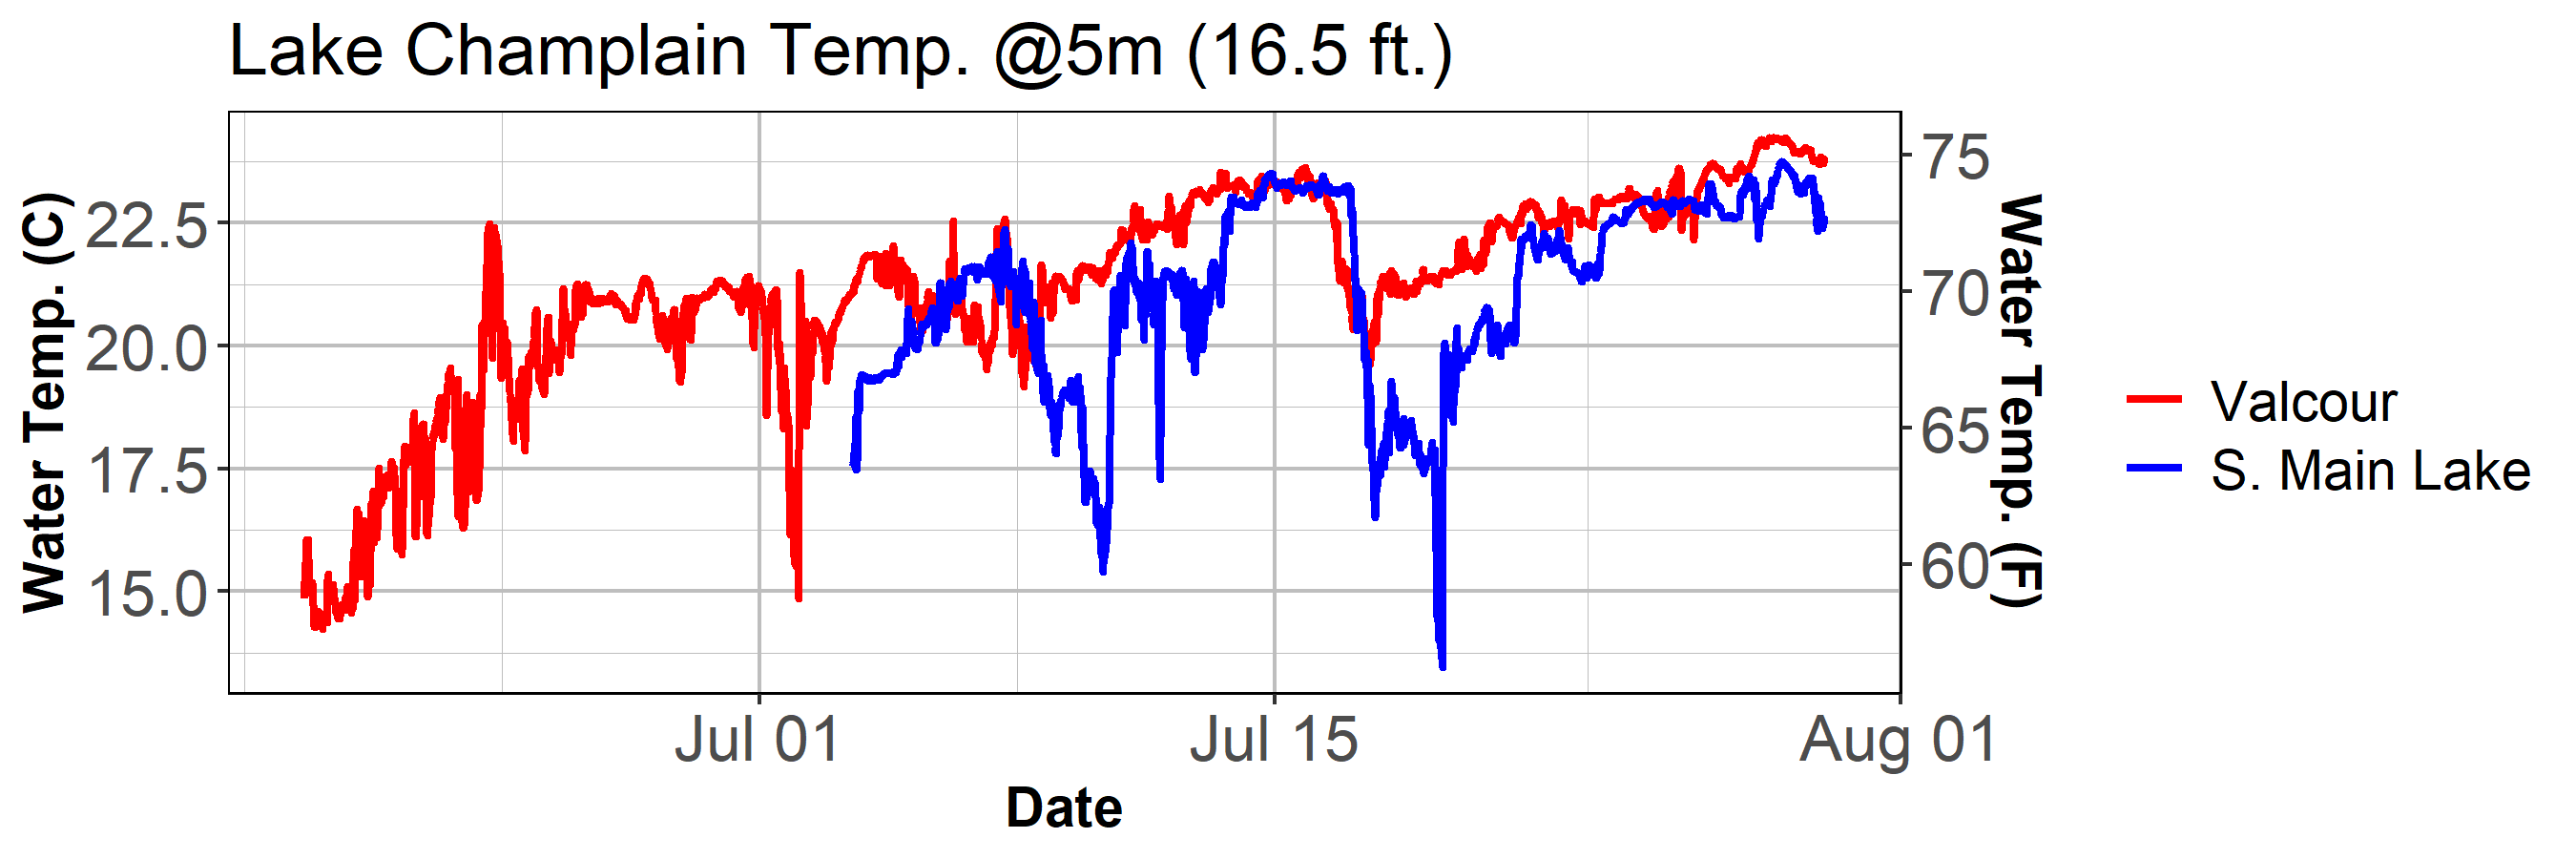 Lake Champlain Temp. @5m (16.5 ft.)
Water Temp. (C)
22.5
20.0
17.5
15.0
75
70
65
60
Water Temp. (F)
Jul 01
Jul 15
Aug 01
Date
Valcour
S. Main Lake